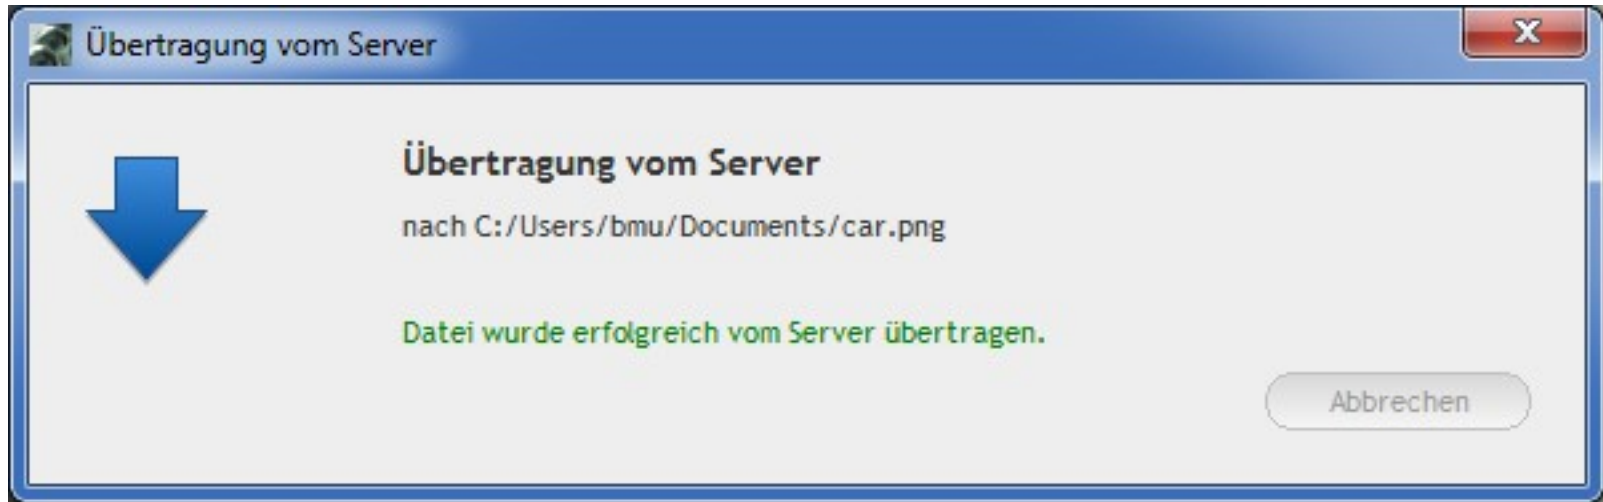 Übertragung vom Server
Übertragung vom Server
nach C:/Users/bmu/Documents/car.png
Datei wurde erfolgreich vom Server übertragen.
Abbrechen